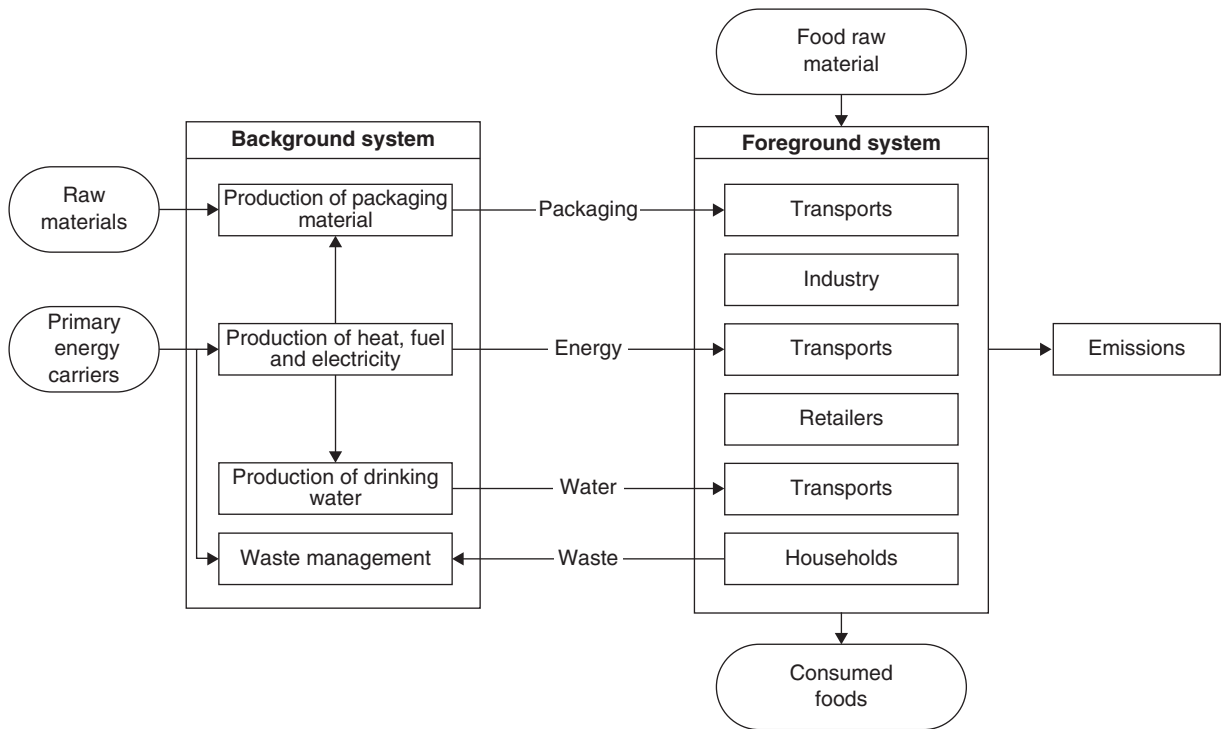 Food raw
material
Background system
Foreground system
Raw
materials
Production of packaging
material
Packaging
Transports
Industry
Primary
energy
carriers
Production of heat, fuel
and electricity
Energy
Transports
Emissions
Retailers
Production of drinking
water
Water
Transports
Waste management
Waste
Households
Consumed
foods